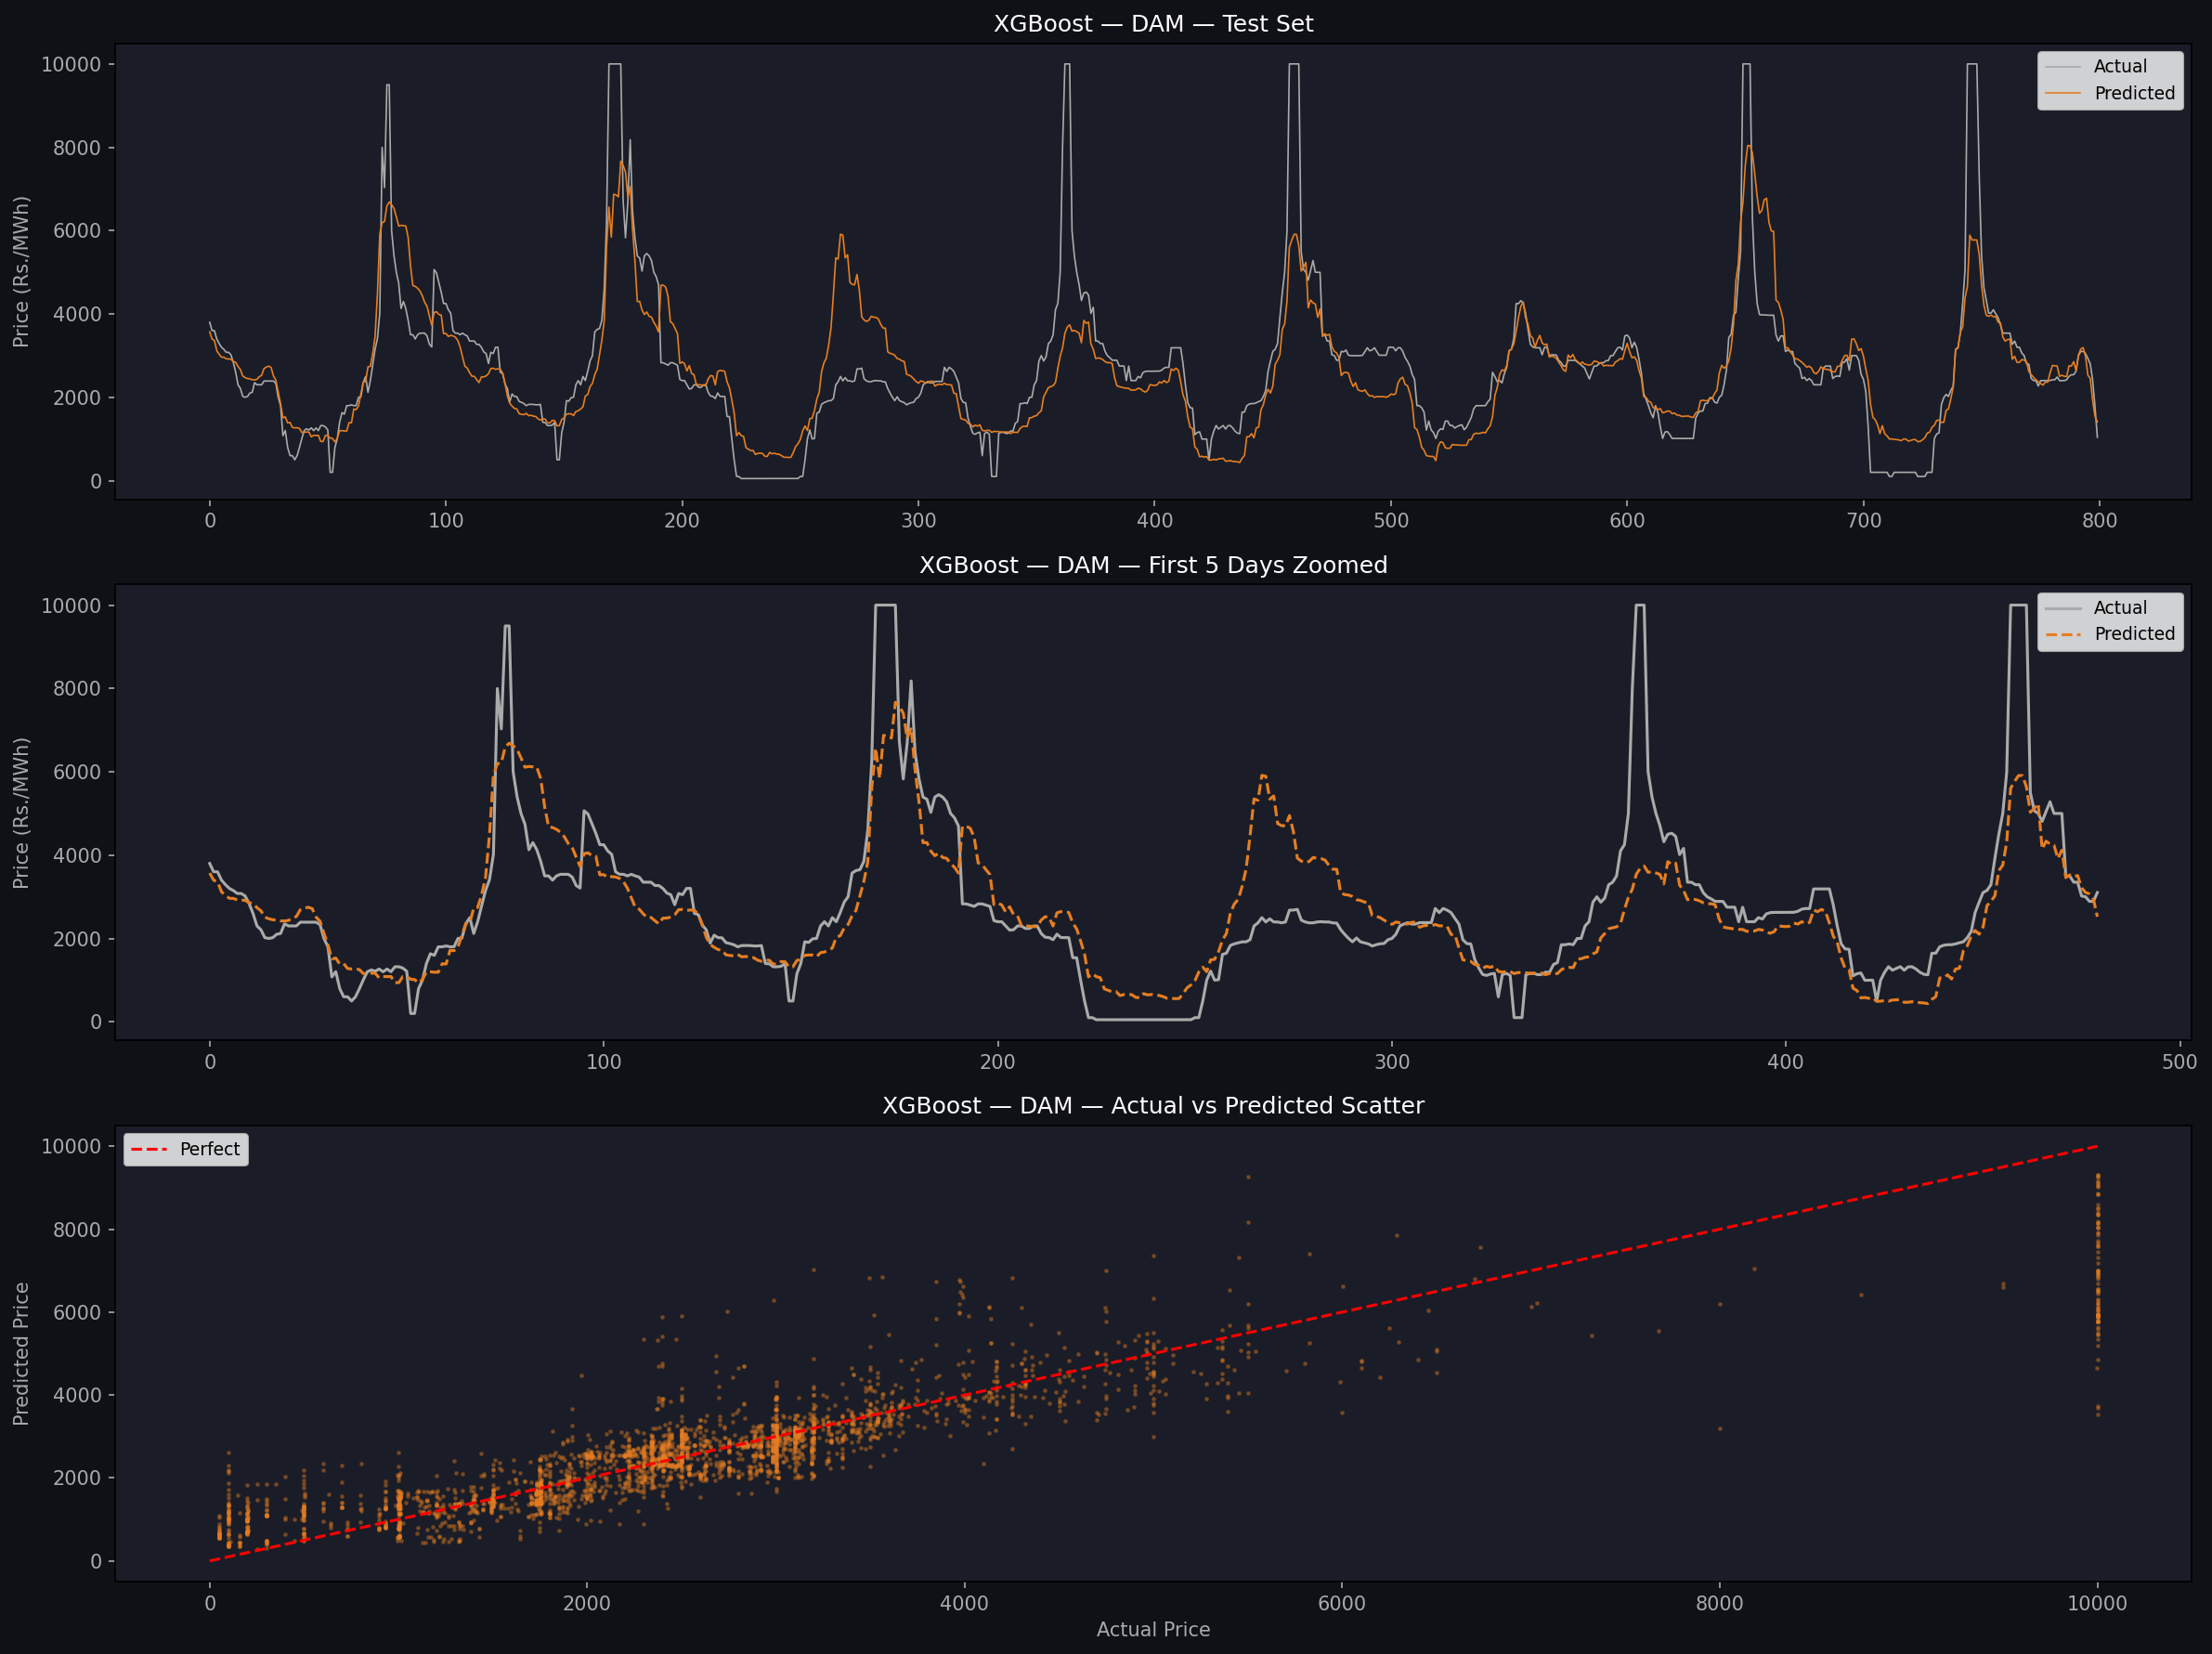 XGBoost — DAM — Test Set
Price (Rs./MWh)
10000
8000
6000
4000
2000
0
0 100 200 300 400 500 600 700 800
Actual
Predicted
XGBoost — DAM — First 5 Days Zoomed
Price (Rs./MWh)
10000
8000
6000
4000
2000
0
0 100 200 300 400 500
Actual
Predicted
XGBoost — DAM — Actual vs Predicted Scatter
Predicted Price
10000
8000
6000
4000
2000
0
0 2000 4000 6000 8000 10000
Perfect
Actual Price